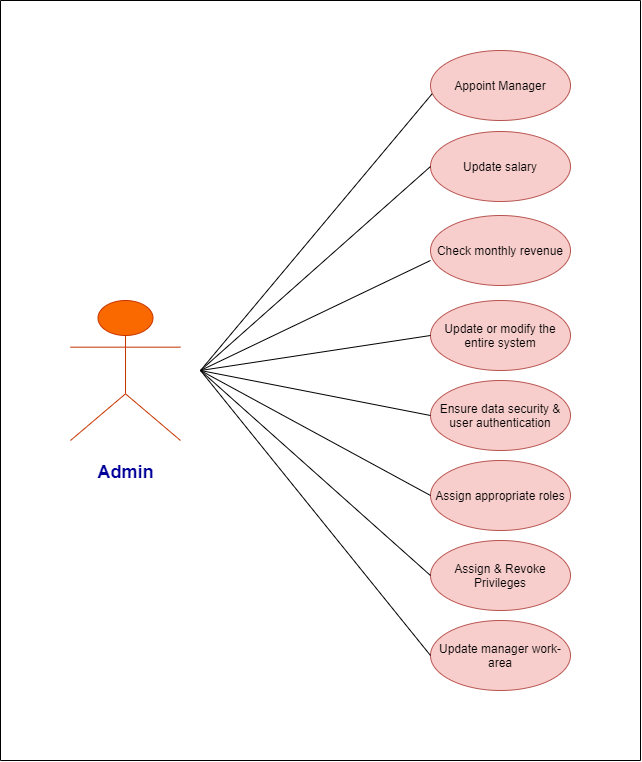 Appoint Manager
Update salary
Check monthly revenue
Update or modify the
entire system
Ensure data security &
user authentication
Admin
Assign appropriate roles
Assign & Revoke
Privileges
Update manager work-
area